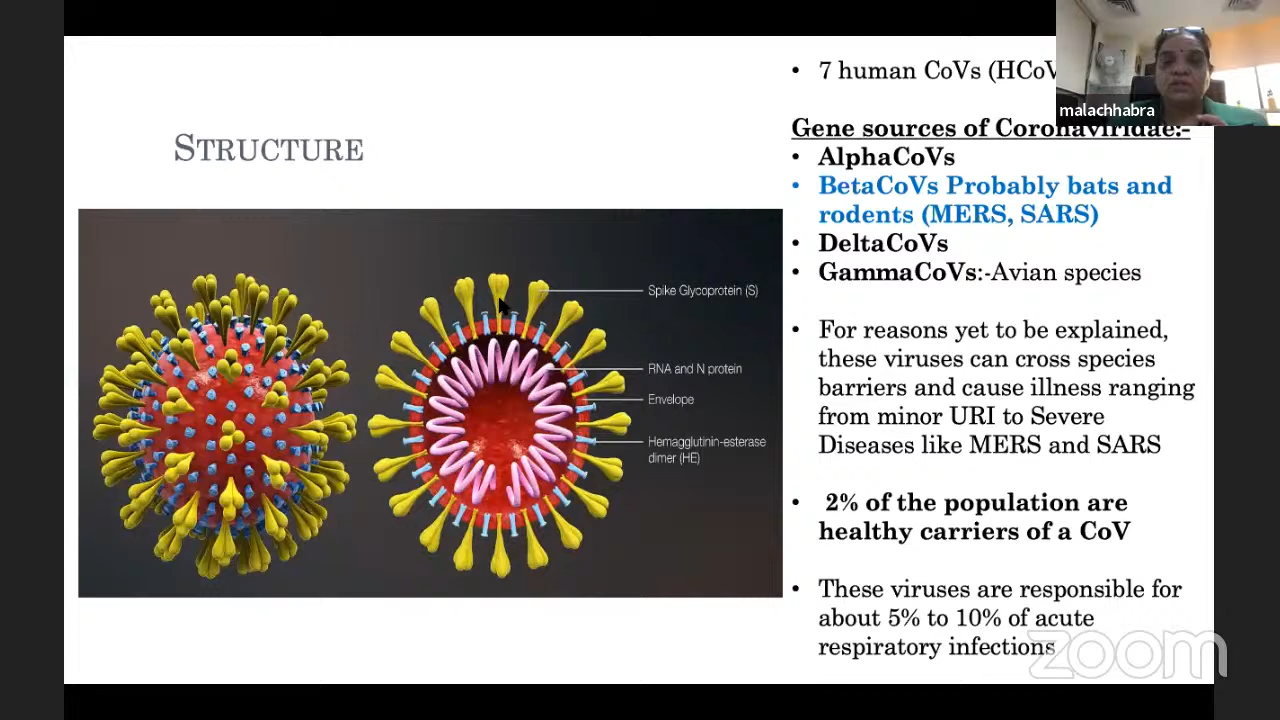 STRUCTURE
Spike Glycoprotein (S)
RNA and N protein
Envelope
Hemagglutinin-esterase
dimer (HE)
• 7 human CoVs (HCoV
Gene sources of Coronaviridae:-
• AlphaCoVs
• BetaCoVs Probably bats and
rodents (MERS, SARS)
• DeltaCoVs
• GammaCoVs:-Avian species
• For reasons yet to be explained,
these viruses can cross species
barriers and cause illness ranging
from minor URI to Severe
Diseases like MERS and SARS
• 2% of the population are
healthy carriers of a CoV
• These viruses are responsible for
about 5% to 10% of acute
respiratory infections
malachhabra
zoom